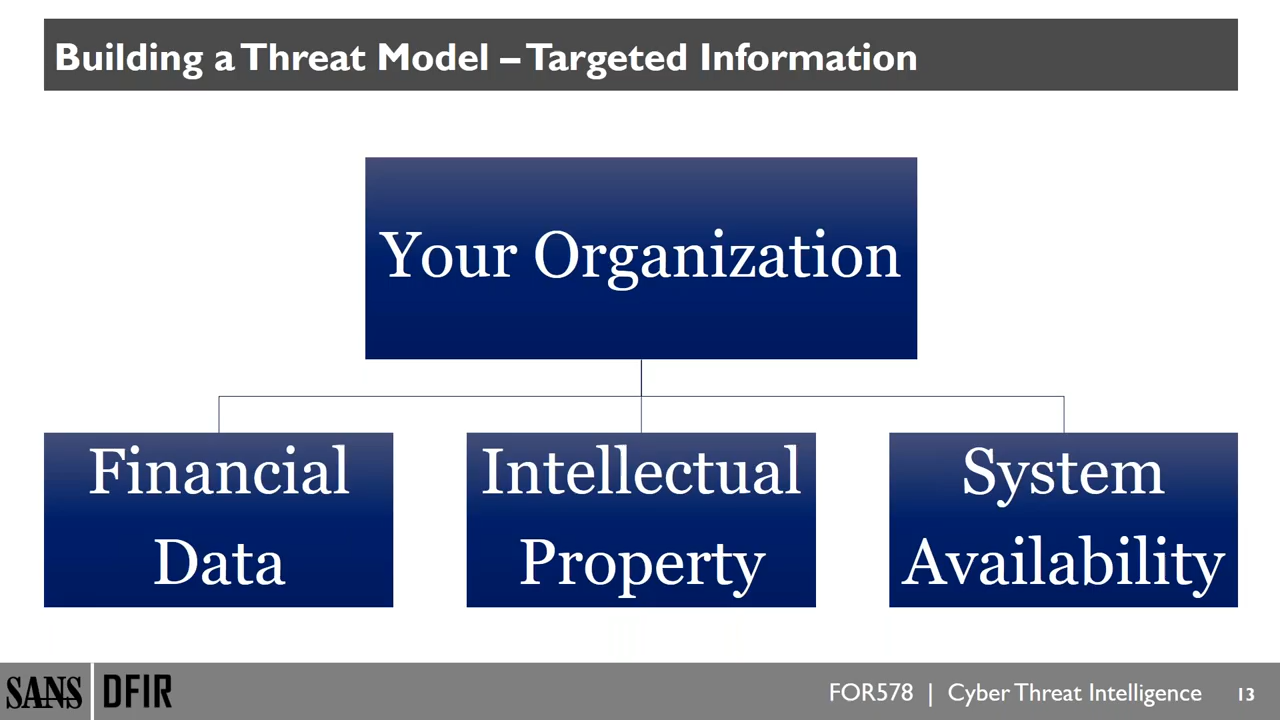 Building a Threat Model – Targeted Information
Your Organization
Financial
Data
Intellectual
Property
System
Availability
SANS DFIR
FOR578 | Cyber Threat Intelligence 13